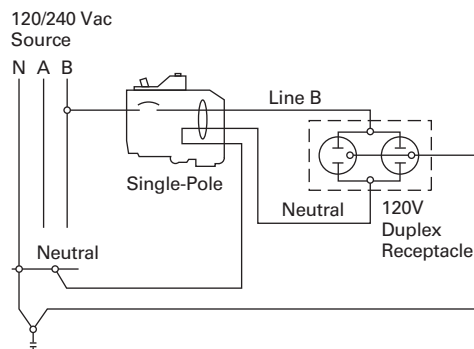 120/240 Vac
Source
N A B
Line B
Single-Pole
Neutral
120V
Duplex
Receptacle
Neutral